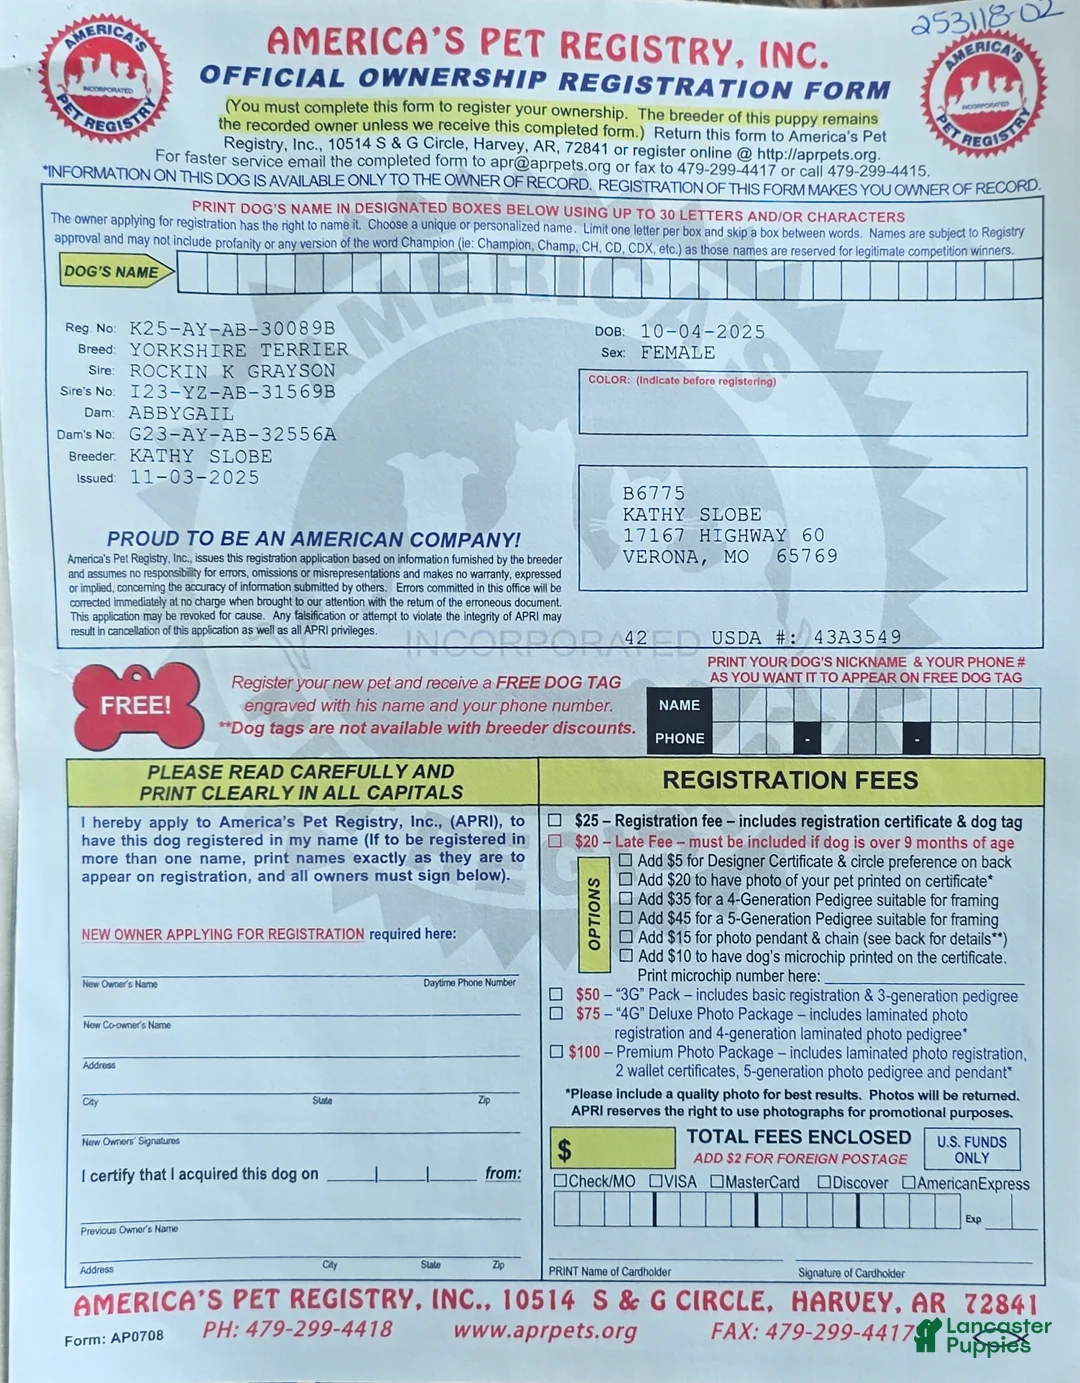 253118-02
AMERICA'S PET REGISTRY, INC.
OFFICIAL OWNERSHIP REGISTRATION FORM
AMERICA'S PET REGISTRY INCORPORATED
AMERICA'S PET REGISTRY INCORPORATED
(You must complete this form to register your ownership. The breeder of this puppy remains
the recorded owner unless we receive this completed form.) Return this form to America's Pet
Registry, Inc., 10514 S & G Circle, Harvey, AR, 72841 or register online @ http://aprpets.org.
For faster service email the completed form to apr@aprpets.org or fax to 479-299-4417 or call 479-299-4415.
*INFORMATION ON THIS DOG IS AVAILABLE ONLY TO THE OWNER OF RECORD. REGISTRATION OF THIS FORM MAKES YOU OWNER OF RECORD.
PRINT DOG'S NAME IN DESIGNATED BOXES BELOW USING UP TO 30 LETTERS AND/OR CHARACTERS
The owner applying for registration has the right to name it. Choose a unique or personalized name. Limit one letter per box and skip a box between words. Names are subject to Registry
approval and may not include profanity or any version of the word Champion (ie: Champion, Champ, CH, CD, CDX, etc.) as those names are reserved for legitimate competition winners.
DOG'S NAME
Reg. No: K25-AY-AB-30089B
Breed: YORKSHIRE TERRIER
Sire: ROCKIN K GRAYSON
Sire's No: I23-YZ-AB-31569B
Dam: ABBYGAIL
Dam's No: G23-AY-AB-32556A
Breeder: KATHY SLOBE
Issued: 11-03-2025
DOB: 10-04-2025
Sex: FEMALE
COLOR: (Indicate before registering)
B6775
KATHY SLOBE
17167 HIGHWAY 60
VERONA, MO 65769
PROUD TO BE AN AMERICAN COMPANY!
America's Pet Registry, Inc., issues this registration application based on information furnished by the breeder
and assumes no responsibility for errors, omissions or misrepresentations and makes no warranty, expressed
or implied, concerning the accuracy of information submitted by others. Errors committed in this office will be
corrected immediately at no charge when brought to our attention with the return of the erroneous document.
This application may be revoked for cause. Any falsification or attempt to violate the integrity of APRI may
result in cancellation of this application as well as all APRI privileges.
AMERICA'S
INCORPORATED
PET REGISTRY
42 USDA #: 43A3549
FREE!
Register your new pet and receive a FREE DOG TAG
engraved with his name and your phone number.
**Dog tags are not available with breeder discounts.
PRINT YOUR DOG'S NICKNAME & YOUR PHONE #
AS YOU WANT IT TO APPEAR ON FREE DOG TAG
NAME
PHONE - -
PLEASE READ CAREFULLY AND
PRINT CLEARLY IN ALL CAPITALS
I hereby apply to America's Pet Registry, Inc., (APRI), to
have this dog registered in my name (If to be registered in
more than one name, print names exactly as they are to
appear on registration, and all owners must sign below).
NEW OWNER APPLYING FOR REGISTRATION required here:
New Owner's Name Daytime Phone Number
New Co-owner's Name
Address
City State Zip
New Owners' Signatures
I certify that I acquired this dog on from:
Previous Owner's Name
Address City State Zip
REGISTRATION FEES
$25 – Registration fee – includes registration certificate & dog tag
$20 – Late Fee – must be included if dog is over 9 months of age
OPTIONS
Add $5 for Designer Certificate & circle preference on back
Add $20 to have photo of your pet printed on certificate*
Add $35 for a 4-Generation Pedigree suitable for framing
Add $45 for a 5-Generation Pedigree suitable for framing
Add $15 for photo pendant & chain (see back for details**)
Add $10 to have dog's microchip printed on the certificate.
Print microchip number here:
$50 – "3G" Pack – includes basic registration & 3-generation pedigree
$75 – "4G" Deluxe Photo Package – includes laminated photo
registration and 4-generation laminated photo pedigree*
$100 – Premium Photo Package – includes laminated photo registration,
2 wallet certificates, 5-generation photo pedigree and pendant*
*Please include a quality photo for best results. Photos will be returned.
APRI reserves the right to use photographs for promotional purposes.
$ TOTAL FEES ENCLOSED
ADD $2 FOR FOREIGN POSTAGE
U.S. FUNDS
ONLY
Check/MO VISA MasterCard Discover AmericanExpress
Exp
PRINT Name of Cardholder Signature of Cardholder
AMERICA'S PET REGISTRY, INC., 10514 S & G CIRCLE, HARVEY, AR 72841
Form: AP0708
PH: 479-299-4418 www.aprpets.org FAX: 479-299-4417
Lancaster
Puppies